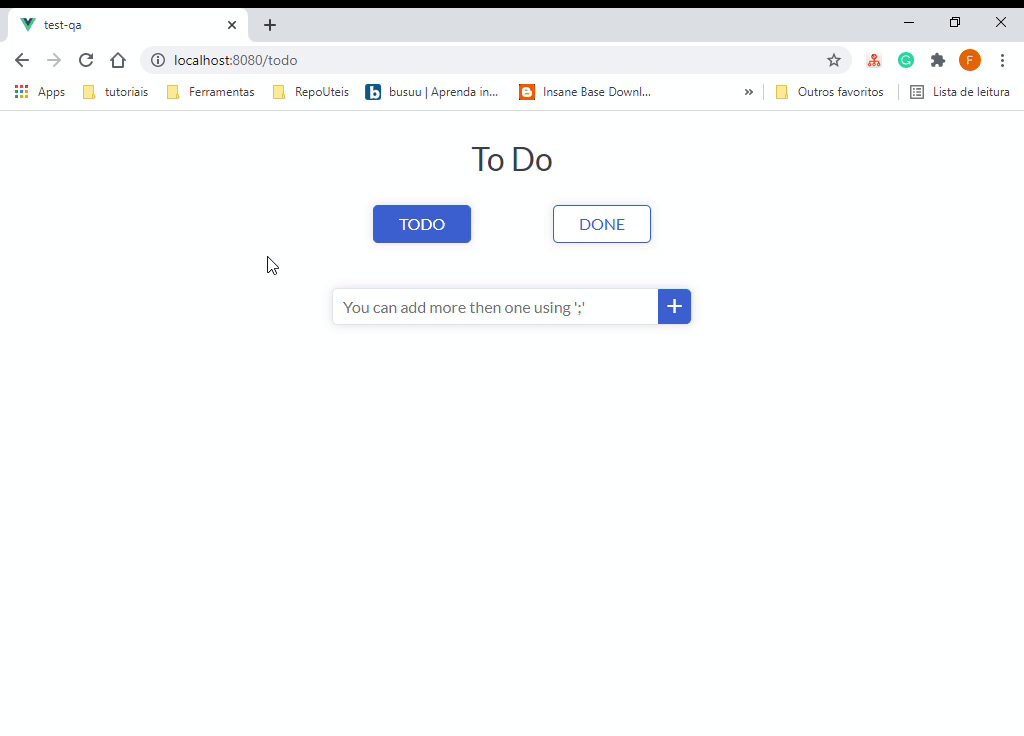 test-qa
localhost:8080/todo
F
Apps tutoriais Ferramentas RepoUteis busuu | Aprenda in... Insane Base Downl... » Outros favoritos Lista de leitura
To Do
TODO DONE
You can add more then one using ';'